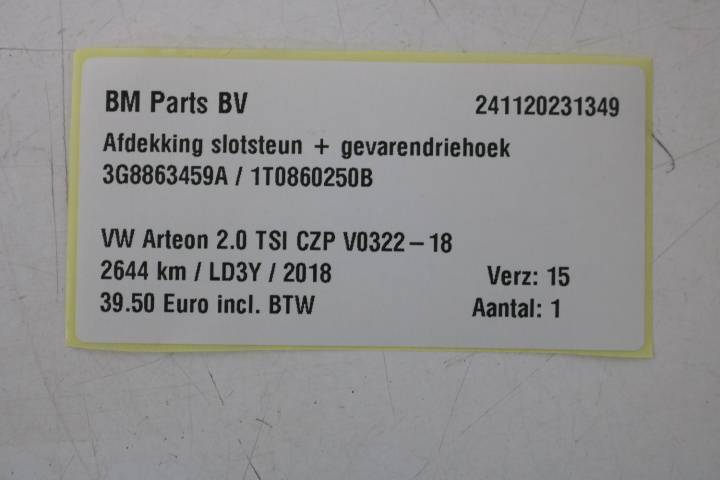 BM Parts BV 241120231349
Afdekking slotsteun + gevarendriehoek
3G8863459A / 1T0860250B
VW Arteon 2.0 TSI CZP V0322-18
2644 km / LD3Y / 2018 Verz: 15
39.50 Euro incl. BTW Aantal: 1